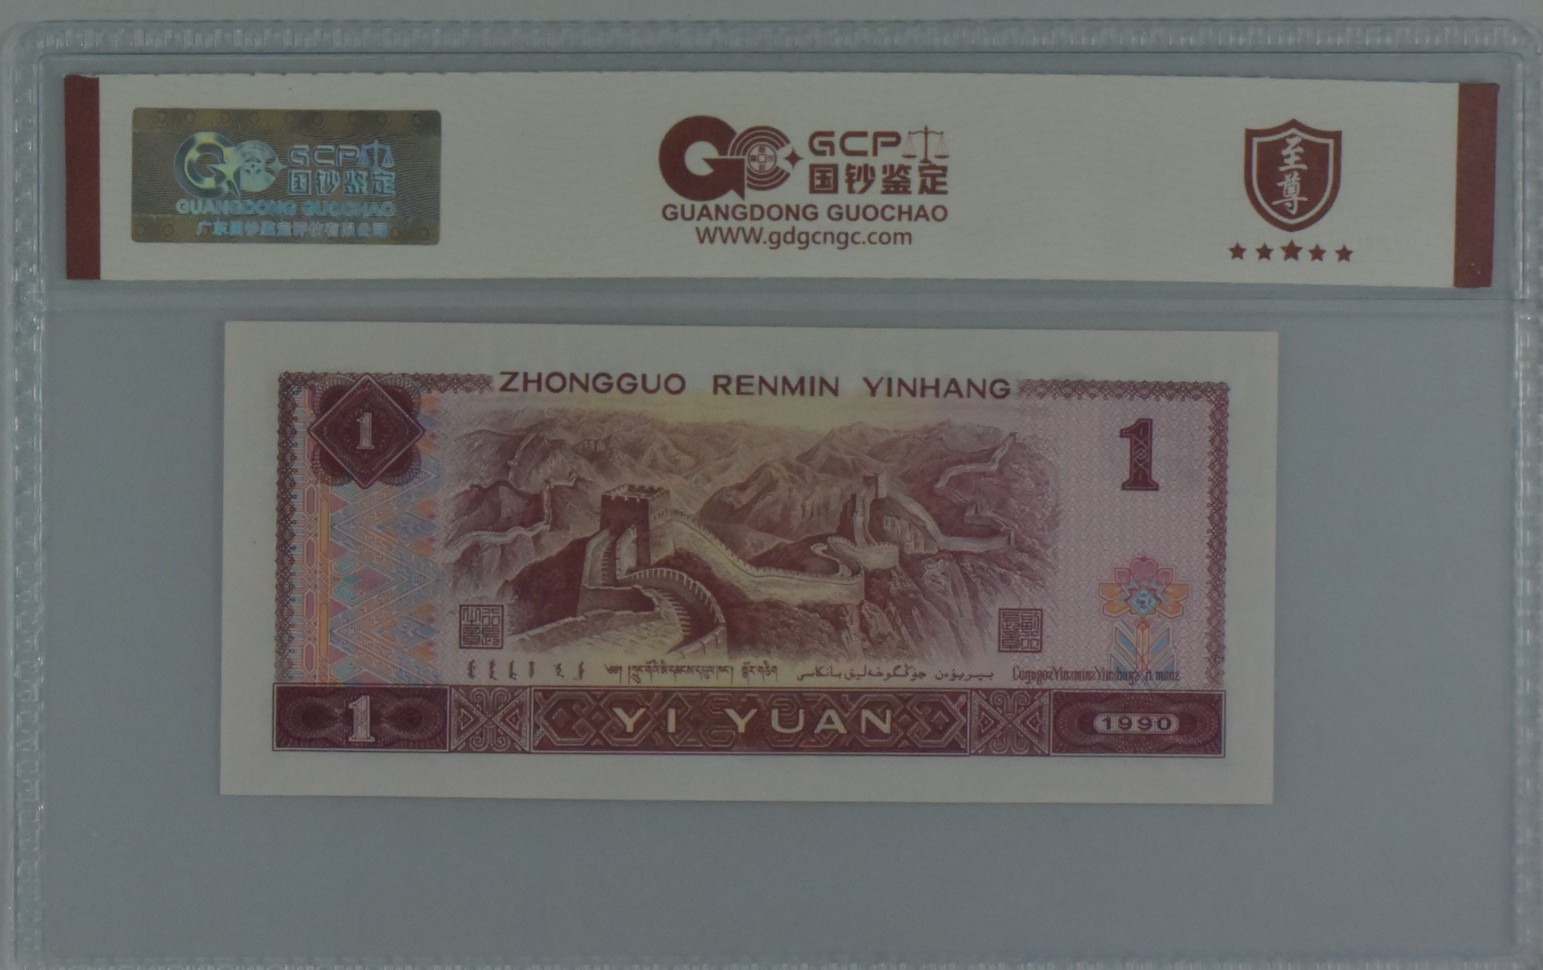 GCP
国钞鉴定
GUANGDONG GUOCHAO
GCP
国钞鉴定
GUANGDONG GUOCHAO
WWW.gdgcngc.com
至尊
ZHONGGUO RENMIN YINHANG
1
1
1
YI YUAN
1990